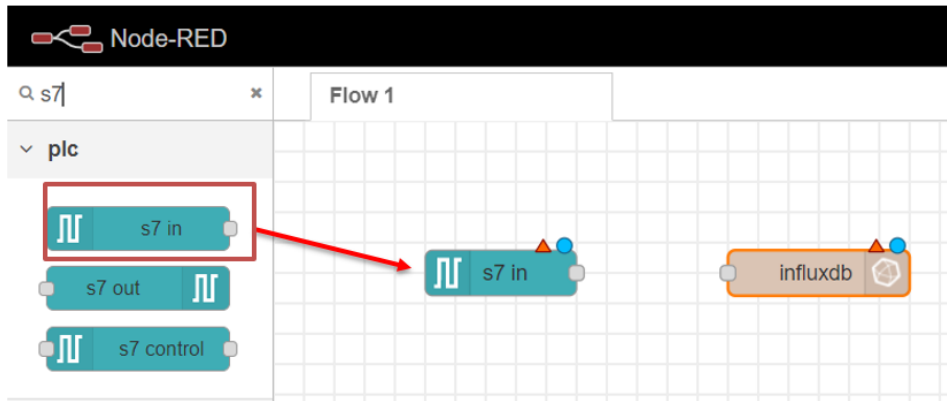 Node-RED
s7
Flow 1
plc
s7 in
s7 out
s7 control
s7 in
influxdb